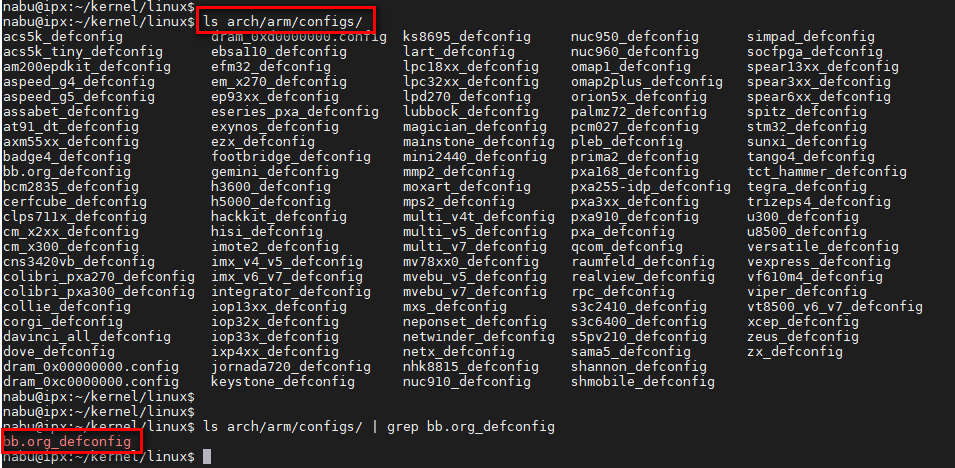 nabu@ipx:~/kernel/linux$
nabu@ipx:~/kernel/linux$ ls arch/arm/configs/
acs5k_defconfig dram_0xd0000000.config ks8695_defconfig nuc950_defconfig simpad_defconfig
acs5k_tiny_defconfig ebsa110_defconfig lart_defconfig nuc960_defconfig socfpga_defconfig
am200epdkit_defconfig efm32_defconfig lpc18xx_defconfig omap1_defconfig spear13xx_defconfig
aspeed_g4_defconfig em_x270_defconfig lpc32xx_defconfig omap2plus_defconfig spear3xx_defconfig
aspeed_g5_defconfig ep93xx_defconfig lpd270_defconfig orion5x_defconfig spear6xx_defconfig
assabet_defconfig eseries_pxa_defconfig lubbock_defconfig palmz72_defconfig spitz_defconfig
at91_dt_defconfig exynos_defconfig magician_defconfig pcm027_defconfig stm32_defconfig
axm55xx_defconfig ezx_defconfig mainstone_defconfig pleb_defconfig sunxi_defconfig
badge4_defconfig footbridge_defconfig mini2440_defconfig prima2_defconfig tango4_defconfig
bb.org_defconfig gemini_defconfig mmp2_defconfig pxa168_defconfig tct_hammer_defconfig
bcm2835_defconfig h3600_defconfig moxart_defconfig pxa255-idp_defconfig tegra_defconfig
cerfcube_defconfig h5000_defconfig mps2_defconfig pxa3xx_defconfig trizeps4_defconfig
clps711x_defconfig hackkit_defconfig multi_v4t_defconfig pxa910_defconfig u300_defconfig
cm_x2xx_defconfig hisi_defconfig multi_v5_defconfig pxa_defconfig u8500_defconfig
cm_x300_defconfig imote2_defconfig multi_v7_defconfig qcom_defconfig versatile_defconfig
cns3420vb_defconfig imx_v4_v5_defconfig mv78xx0_defconfig raumfeld_defconfig vexpress_defconfig
colibri_pxa270_defconfig imx_v6_v7_defconfig mvebu_v5_defconfig realview_defconfig vf610m4_defconfig
colibri_pxa300_defconfig integrator_defconfig mvebu_v7_defconfig rpc_defconfig viper_defconfig
collie_defconfig iop13xx_defconfig mxs_defconfig s3c2410_defconfig vt8500_v6_v7_defconfig
corgi_defconfig iop32x_defconfig neponset_defconfig s3c6400_defconfig xcep_defconfig
davinci_all_defconfig iop33x_defconfig netwinder_defconfig s5pv210_defconfig zeus_defconfig
dove_defconfig ixp4xx_defconfig netx_defconfig sama5_defconfig zx_defconfig
dram_0x00000000.config jornada720_defconfig nhk8815_defconfig shannon_defconfig
dram_0xc0000000.config keystone_defconfig nuc910_defconfig shmobile_defconfig
nabu@ipx:~/kernel/linux$
nabu@ipx:~/kernel/linux$
nabu@ipx:~/kernel/linux$ ls arch/arm/configs/ | grep bb.org_defconfig
bb.org_defconfig
nabu@ipx:~/kernel/linux$